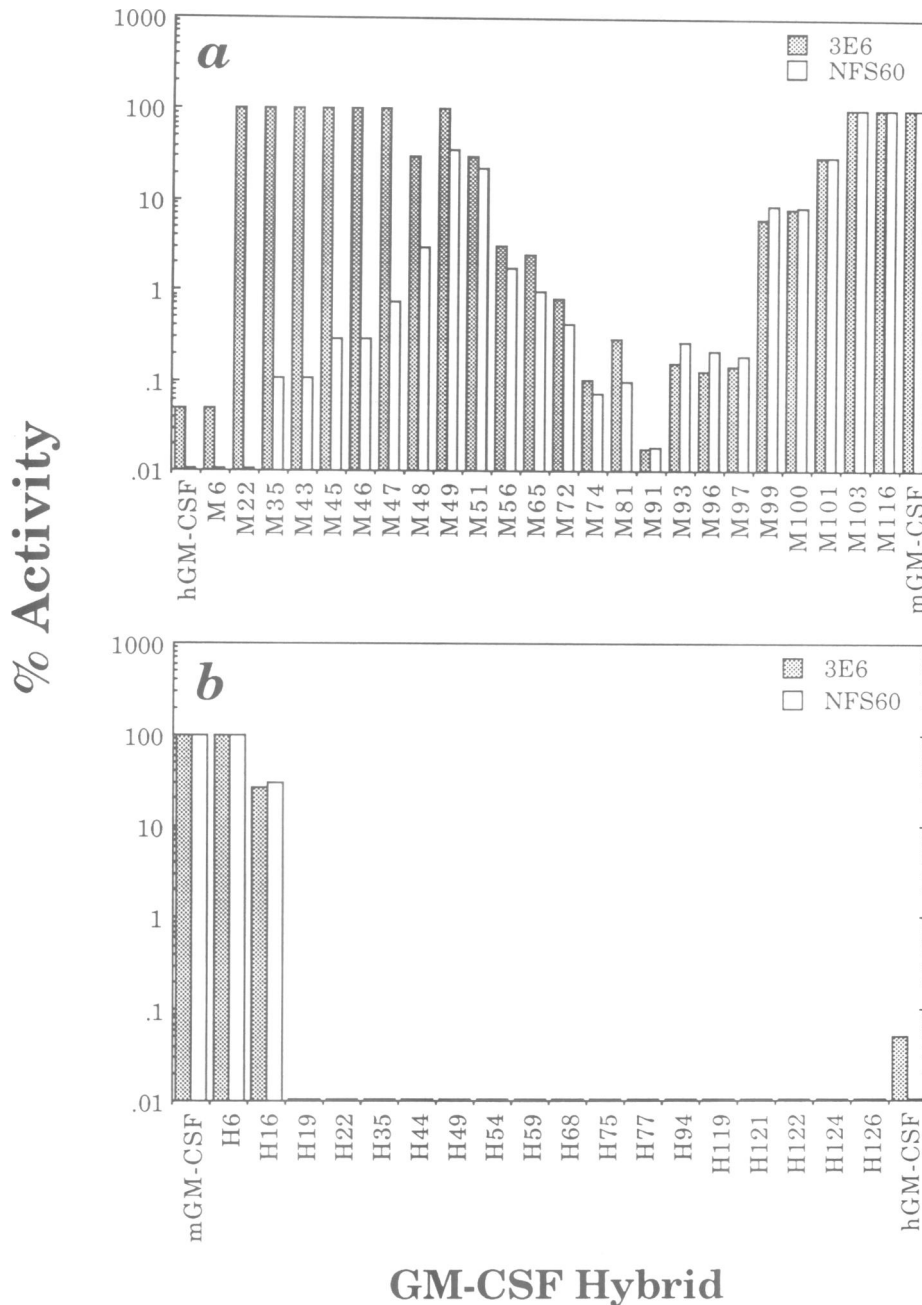 a
3E6
NFS60
1000
100
10
1
.1
.01
hGM-CSF
M6
M22
M35
M43
M45
M46
M47
M48
M49
M51
M56
M65
M72
M74
M81
M91
M93
M96
M97
M99
M100
M101
M103
M116
mGM-CSF
% Activity
b
3E6
NFS60
1000
100
10
1
.1
.01
mGM-CSF
H6
H16
H19
H22
H35
H44
H49
H54
H59
H68
H75
H77
H94
H119
H121
H122
H124
H126
hGM-CSF
GM-CSF Hybrid